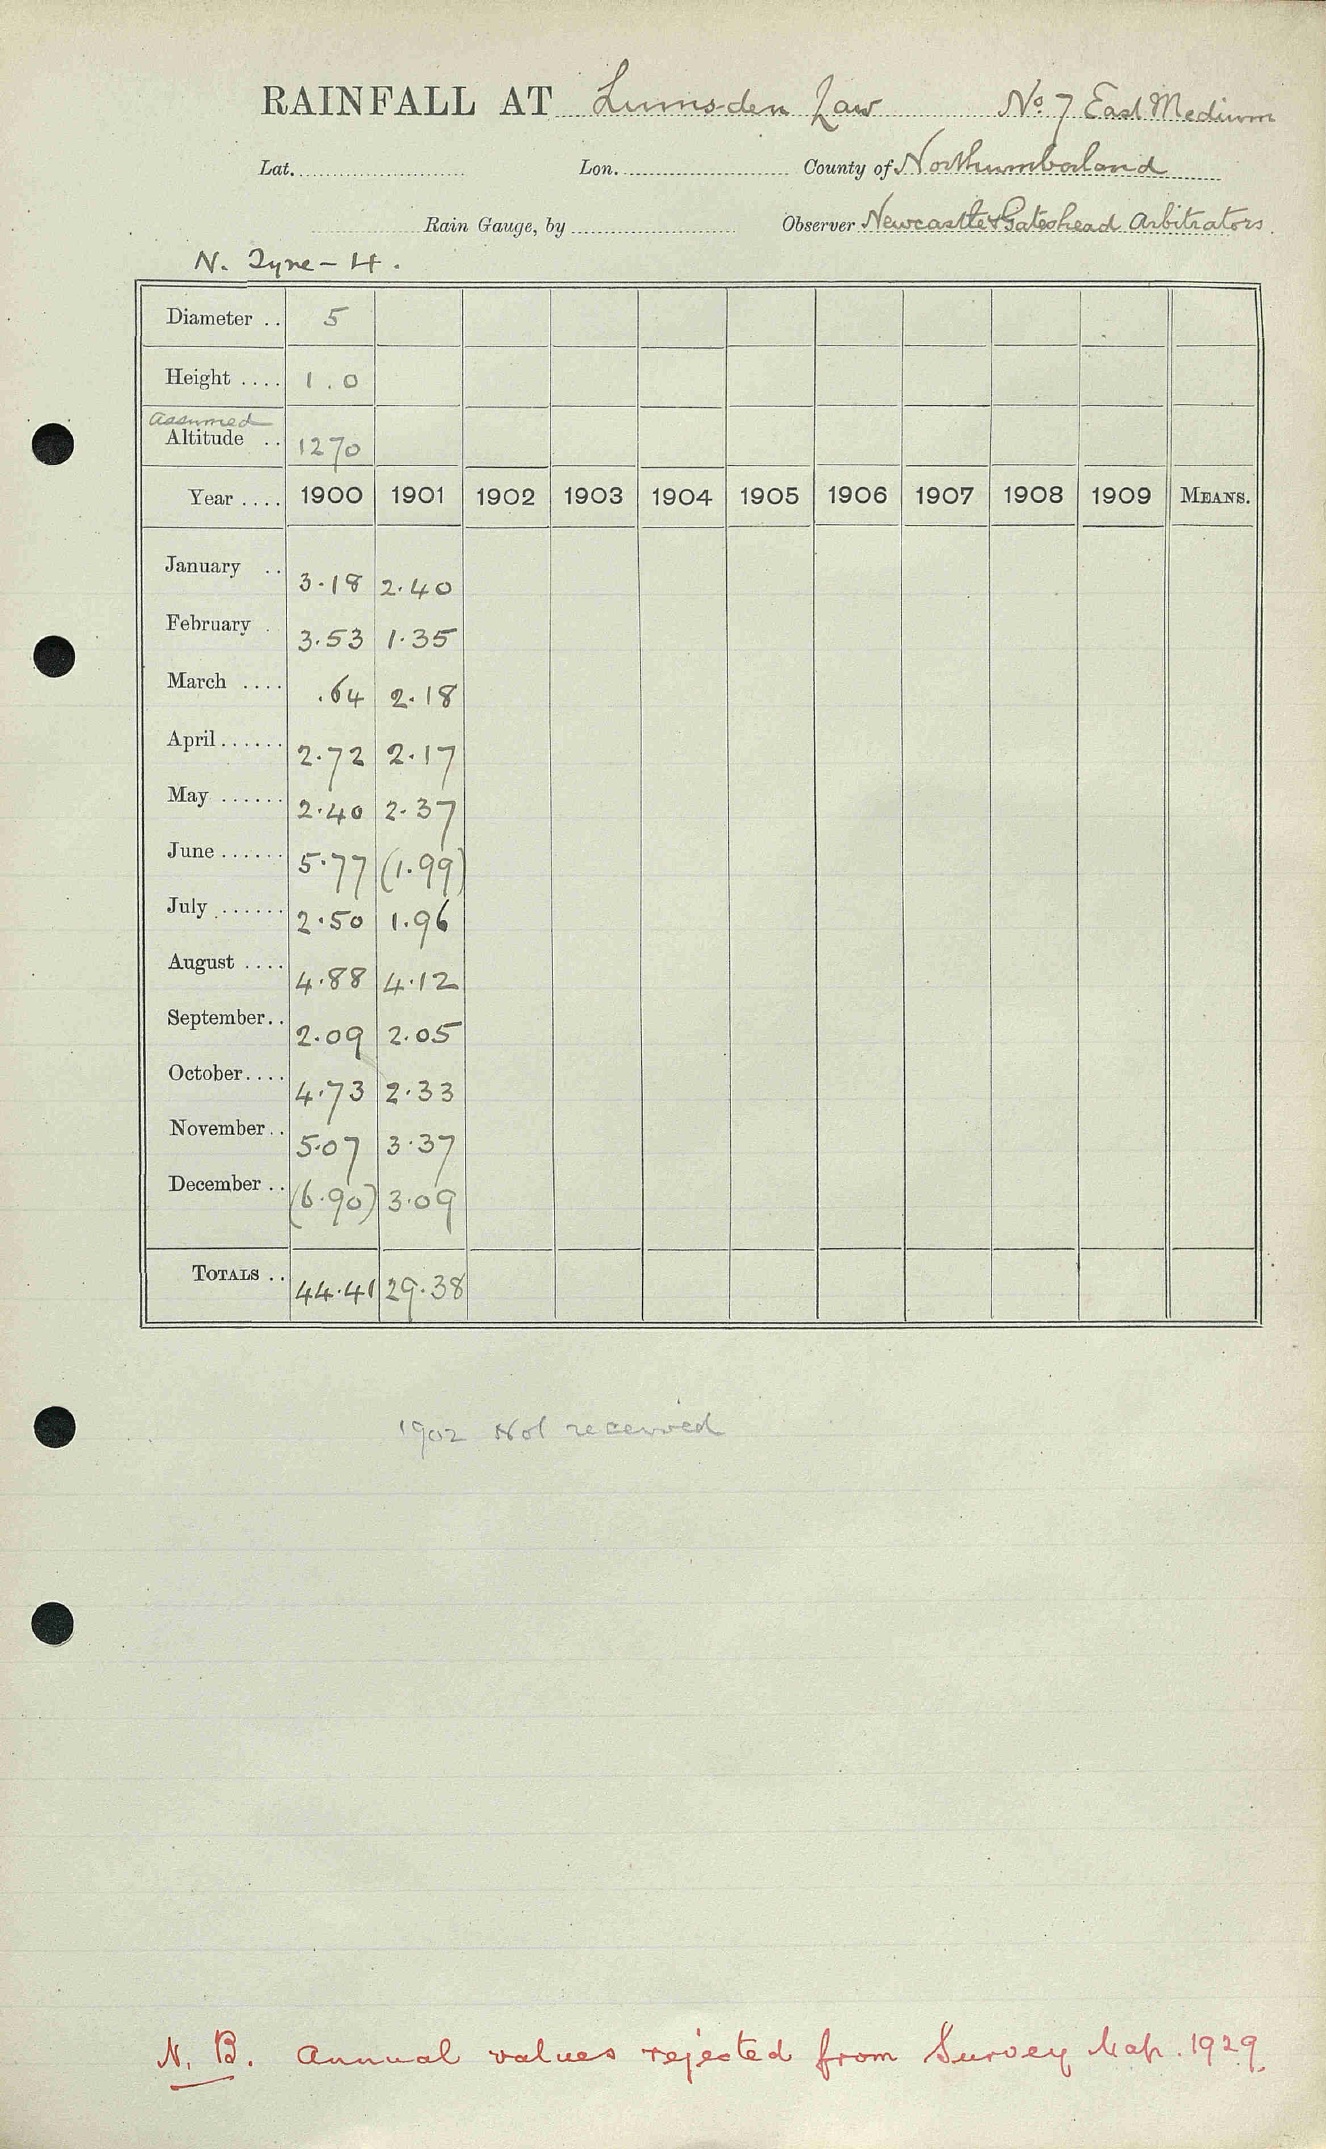 RAINFALL AT Lumsden Law No. 7 East Medium
Lat. Lon. County of Northumberland
Rain Gauge, by Observer Newcastle & Gateshead Arbitrators.
N. Tyne - 4.
Diameter .. 5
Height .... 1.0
assumed
Altitude .. 1270
Year .... 1900 1901 1902 1903 1904 1905 1906 1907 1908 1909 MEANS.
January .. 3.18 2.40
February . 3.53 1.35
March .... .64 2.18
April...... 2.72 2.17
May ...... 2.40 2.37
June...... 5.77 (1.99)
July ...... 2.50 1.96
August .... 4.88 4.12
September.. 2.09 2.05
October.... 4.73 2.33
November.. 5.07 3.37
December .. (6.90) 3.09
TOTALS .. 44.41 29.38
1902 Not received
N. B. Annual values rejected from Survey Map. 1929.